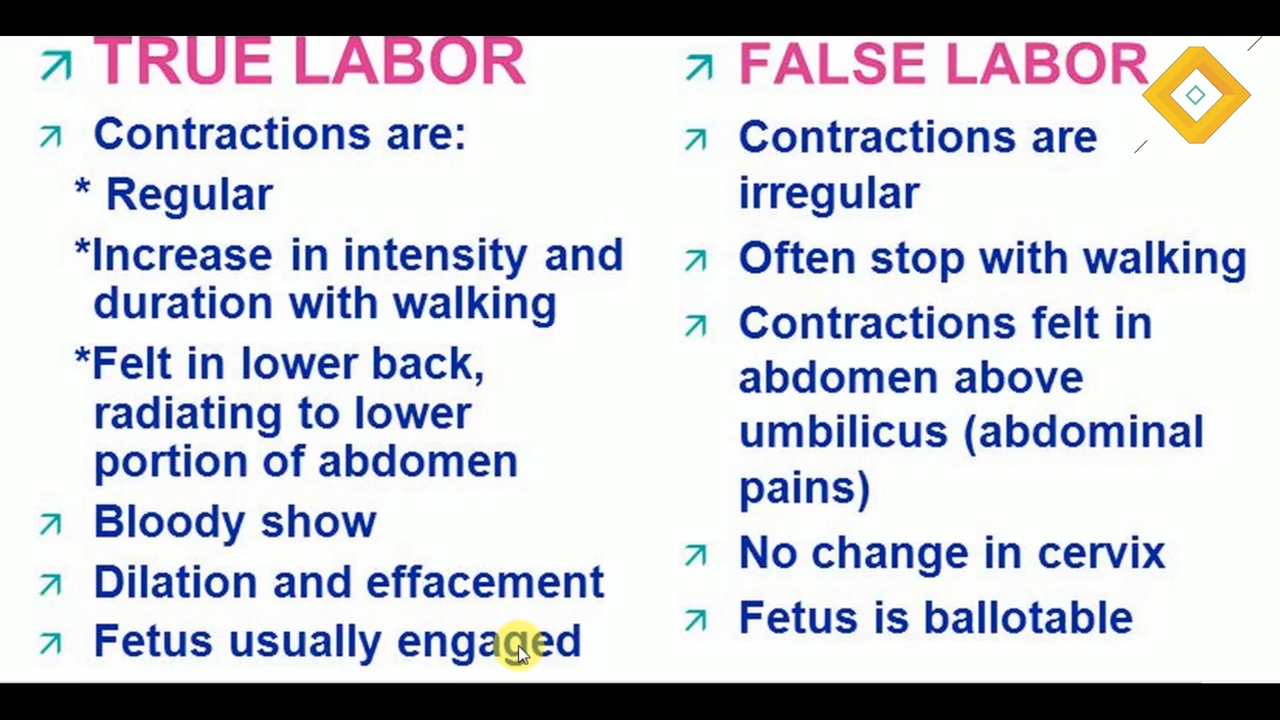 TRUE LABOR
Contractions are:
* Regular
*Increase in intensity and
duration with walking
*Felt in lower back,
radiating to lower
portion of abdomen
Bloody show
Dilation and effacement
Fetus usually engaged
FALSE LABOR
Contractions are
irregular
Often stop with walking
Contractions felt in
abdomen above
umbilicus (abdominal
pains)
No change in cervix
Fetus is ballotable